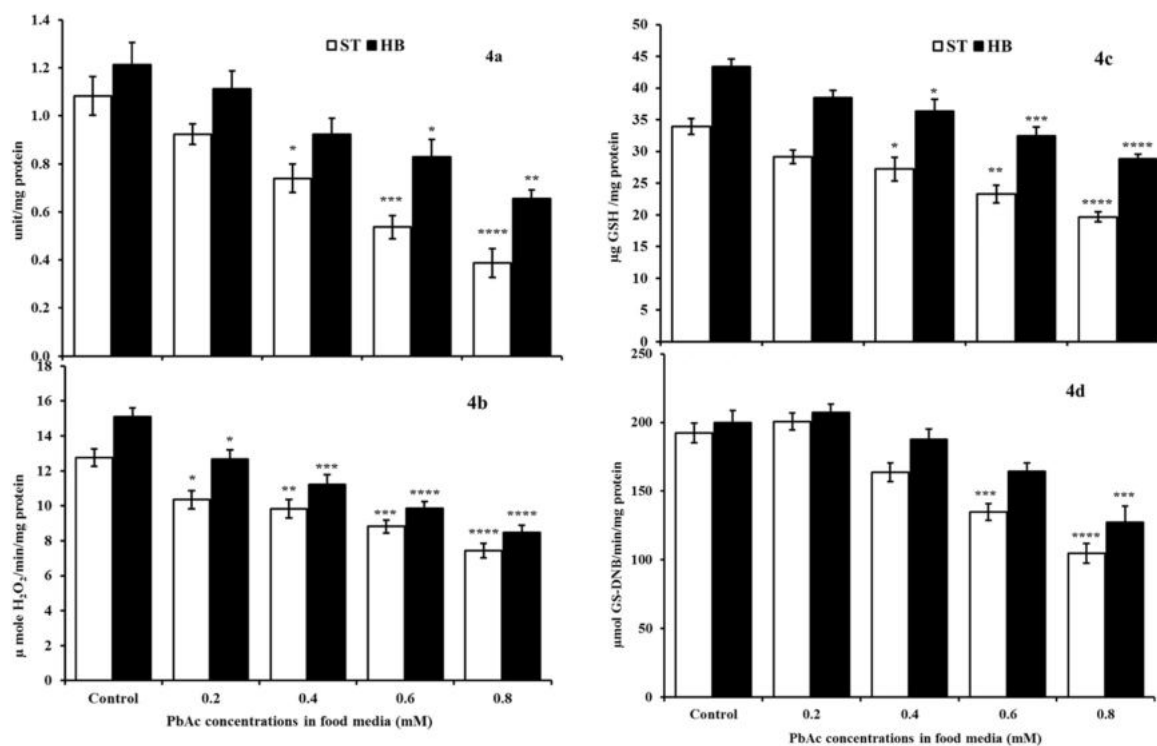 4a
ST HB
unit/mg protein
1.4
1.2
1.0
0.8
0.6
0.4
0.2
0.0
* *** **** * **
4b
µ mole H₂O₂/min/mg protein
18
16
14
12
10
8
6
4
2
0
* * ** *** *** **** **** ****
Control 0.2 0.4 0.6 0.8
PbAc concentrations in food media (mM)
4c
ST HB
µg GSH /mg protein
50
45
40
35
30
25
20
15
10
5
0
* * ** *** **** ****
4d
µmol GS-DNB/min/mg protein
250
200
150
100
50
0
*** **** ***
Control 0.2 0.4 0.6 0.8
PbAc concentrations in food media (mM)